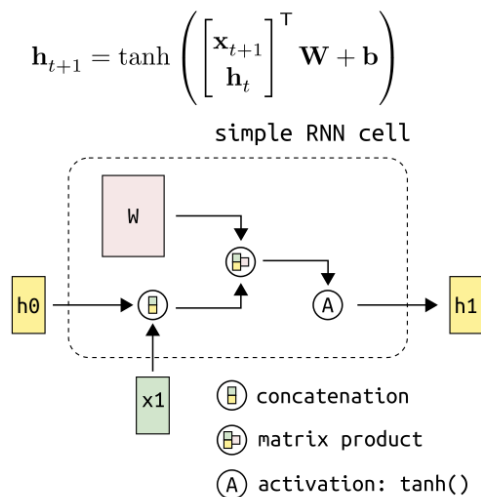 h_{t+1} = tanh([x_{t+1} h_t]^⊤ W + b)
simple RNN cell
W
h0
A
h1
x1
concatenation
matrix product
A activation: tanh()